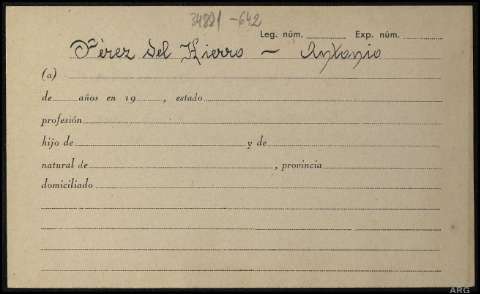 34881-642
Leg. núm. Exp. núm.
Pérez del Hierro - Antonio
(a)
de años en 19 , estado
profesión
hijo de y de
natural de , provincia
domiciliado
ARG